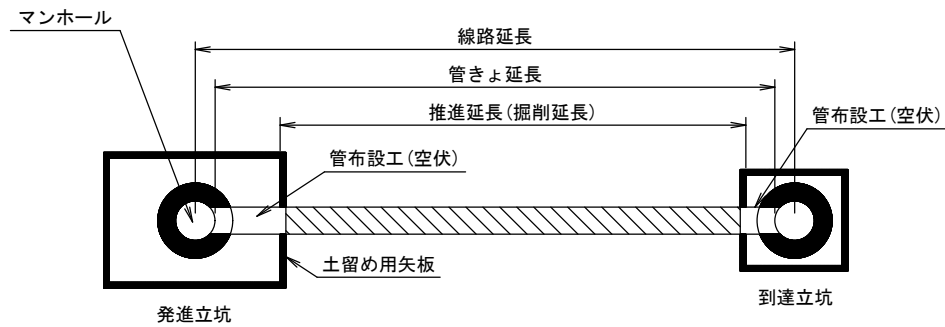 マンホール
線路延長
管きょ延長
推進延長(掘削延長)
管布設工(空伏)
管布設工(空伏)
土留め用矢板
発進立坑
到達立坑